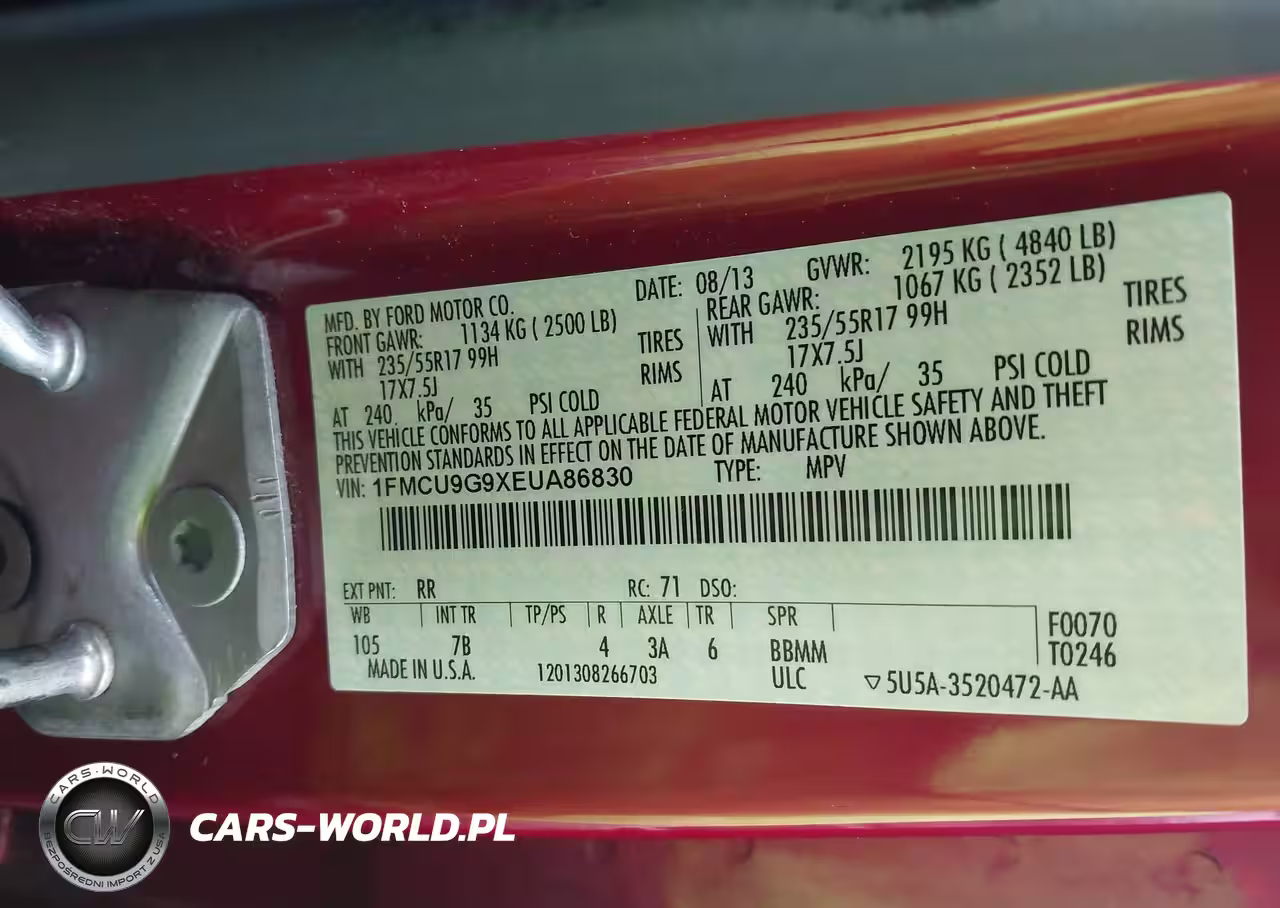 MFD. BY FORD MOTOR CO.
DATE: 08/13
GVWR: 2195 KG ( 4840 LB)
FRONT GAWR: 1134 KG ( 2500 LB)
REAR GAWR: 1067 KG ( 2352 LB)
WITH 235/55R17 99H TIRES
WITH 235/55R17 99H TIRES
17X7.5J RIMS
17X7.5J RIMS
AT 240 kPa/ 35 PSI COLD
AT 240 kPa/ 35 PSI COLD
THIS VEHICLE CONFORMS TO ALL APPLICABLE FEDERAL MOTOR VEHICLE SAFETY AND THEFT
PREVENTION STANDARDS IN EFFECT ON THE DATE OF MANUFACTURE SHOWN ABOVE.
VIN: 1FMCU9G9XEUA86830 TYPE: MPV
EXT PNT: RR RC: 71 DSO:
WB INT TR TP/PS R AXLE TR SPR F0070
105 7B 4 3A 6 BBMM T0246
MADE IN U.S.A. 1201308266703 ULC ▽5U5A-3520472-AA
CARS-WORLD
CW
BEZPOŚREDNI IMPORT Z USA
CARS-WORLD.PL